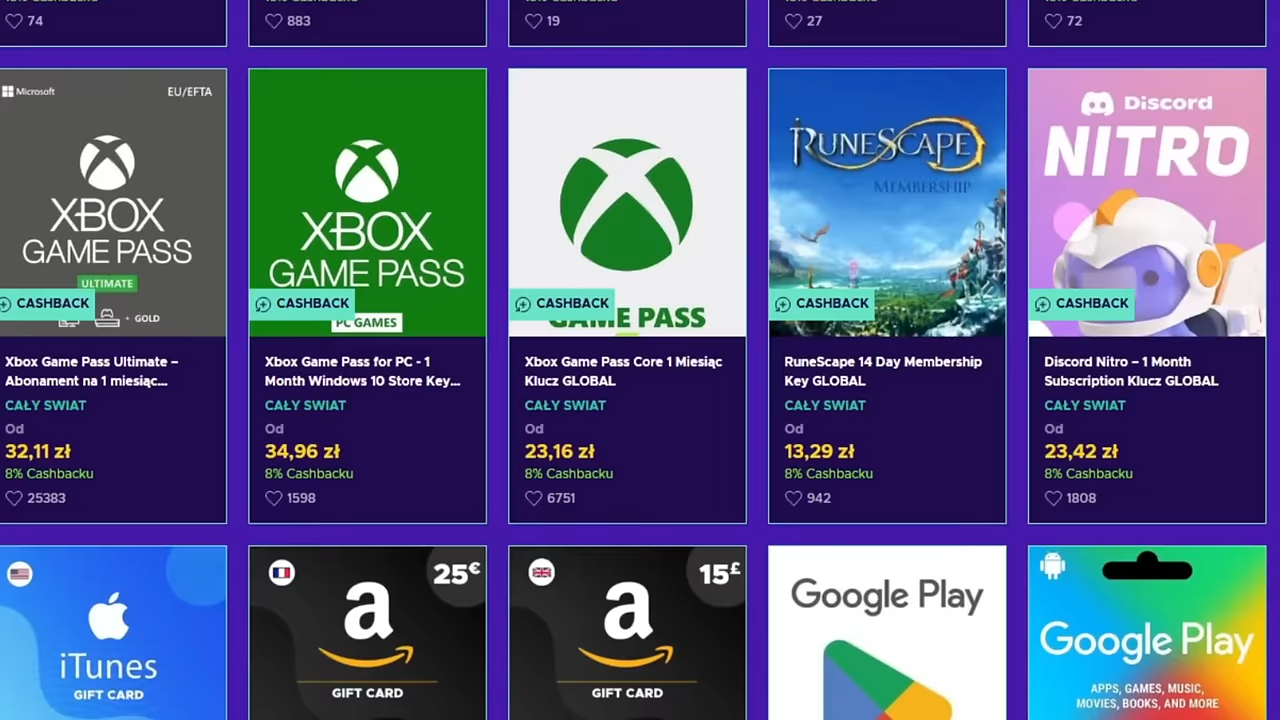 74
883
19
27
72
Microsoft
EU/EFTA
XBOX
GAME PASS
ULTIMATE
CASHBACK
+ GOLD
Xbox Game Pass Ultimate –
Abonament na 1 miesiąc...
CAŁY SWIAT
Od
32,11 zł
8% Cashbacku
25383
XBOX
GAME PASS
CASHBACK
PC GAMES
Xbox Game Pass for PC - 1
Month Windows 10 Store Key...
CAŁY SWIAT
Od
34,96 zł
8% Cashbacku
1598
CASHBACK
GAME PASS
Xbox Game Pass Core 1 Miesiąc
Klucz GLOBAL
CAŁY SWIAT
Od
23,16 zł
8% Cashbacku
6751
RUNESCAPE
MEMBERSHIP
CASHBACK
RuneScape 14 Day Membership
Key GLOBAL
CAŁY SWIAT
Od
13,29 zł
8% Cashbacku
942
Discord
NITRO
CASHBACK
Discord Nitro – 1 Month
Subscription Klucz GLOBAL
CAŁY SWIAT
Od
23,42 zł
8% Cashbacku
1808
iTunes
GIFT CARD
25€
a
GIFT CARD
15£
a
GIFT CARD
Google Play
Google Play
APPS, GAMES, MUSIC,
MOVIES, BOOKS, AND MORE